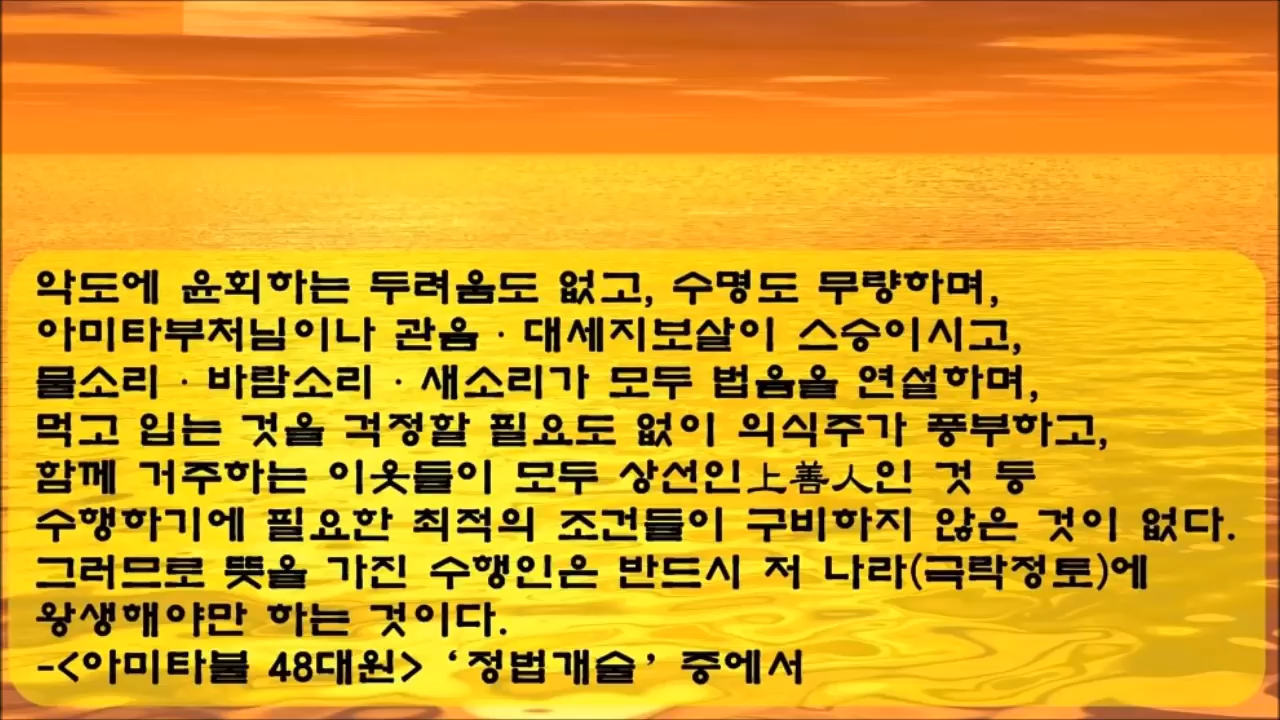 악도에 윤회하는 두려움도 없고, 수명도 무량하며,
아미타부처님이나 관음 · 대세지보살이 스승이시고,
물소리 · 바람소리 · 새소리가 모두 법음을 연설하며,
먹고 입는 것을 걱정할 필요도 없이 의식주가 풍부하고,
함께 거주하는 이웃들이 모두 상선인上善人인 것 등
수행하기에 필요한 최적의 조건들이 구비하지 않은 것이 없다.
그러므로 뜻을 가진 수행인은 반드시 저 나라(극락정토)에
왕생해야만 하는 것이다.
-<아미타불 48대원> ‘정법개술’ 중에서